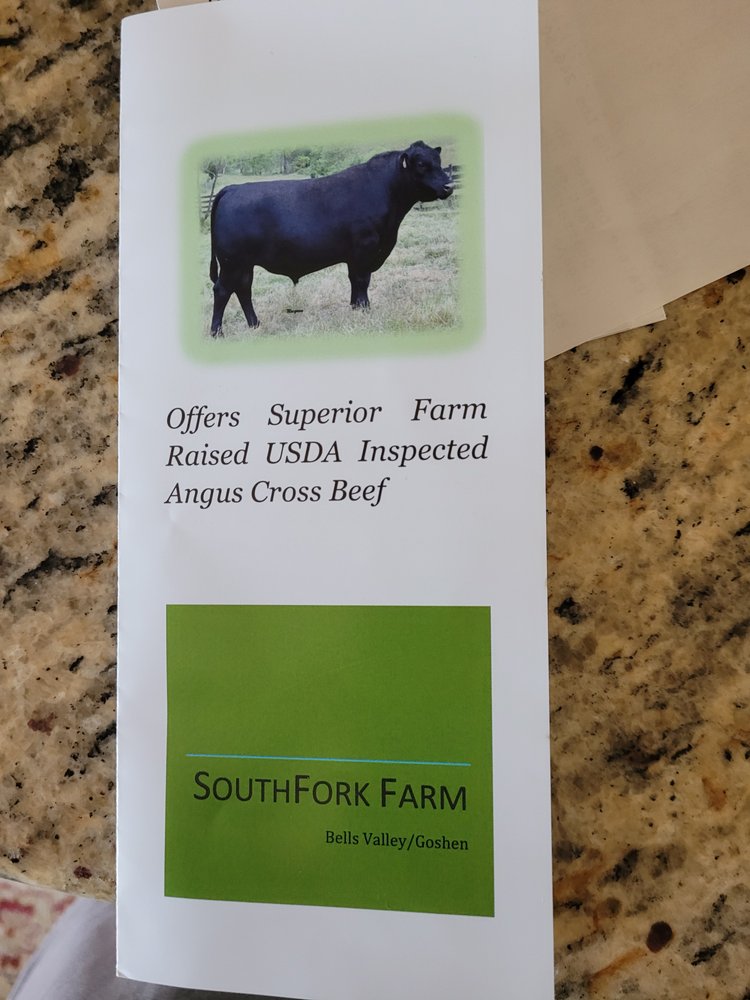 Offers Superior Farm
Raised USDA Inspected
Angus Cross Beef
SOUTHFORK FARM
Bells Valley/Goshen